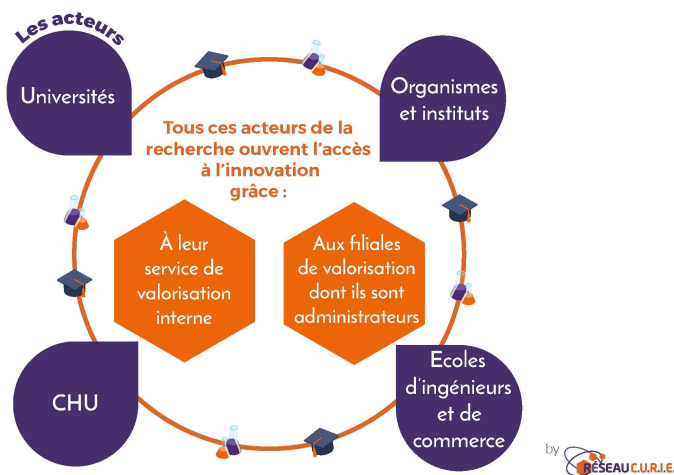 Les acteurs
Universités
Organismes
et instituts
Tous ces acteurs de la
recherche ouvrent l'accès
à l'innovation
grâce :
À leur
service de
valorisation
interne
Aux filiales
de valorisation
dont ils sont
administrateurs
CHU
Ecoles
d'ingénieurs
et de
commerce
by
RÉSEAU C.U.R.I.E.